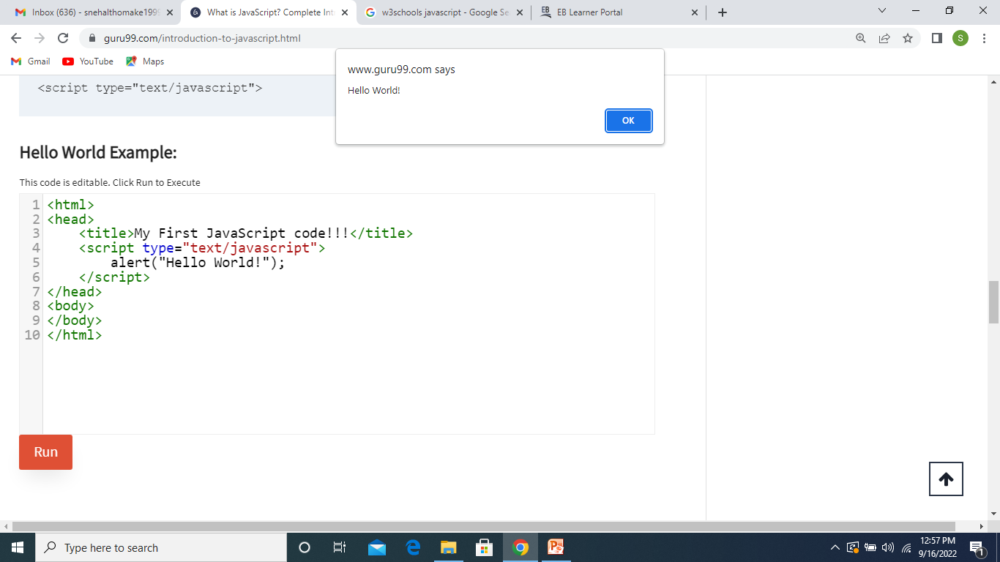 Inbox (636) - snehalthomake1999
What is JavaScript? Complete Int
w3schools javascript - Google Se
EB Learner Portal
guru99.com/introduction-to-javascript.html
S
Gmail
YouTube
Maps
www.guru99.com says
Hello World!
OK
<script type="text/javascript">
Hello World Example:
This code is editable. Click Run to Execute
1 <html>
2 <head>
3 <title>My First JavaScript code!!!</title>
4 <script type="text/javascript">
5 alert("Hello World!");
6 </script>
7 </head>
8 <body>
9 </body>
10 </html>
Run
Type here to search
12:57 PM
9/16/2022
1